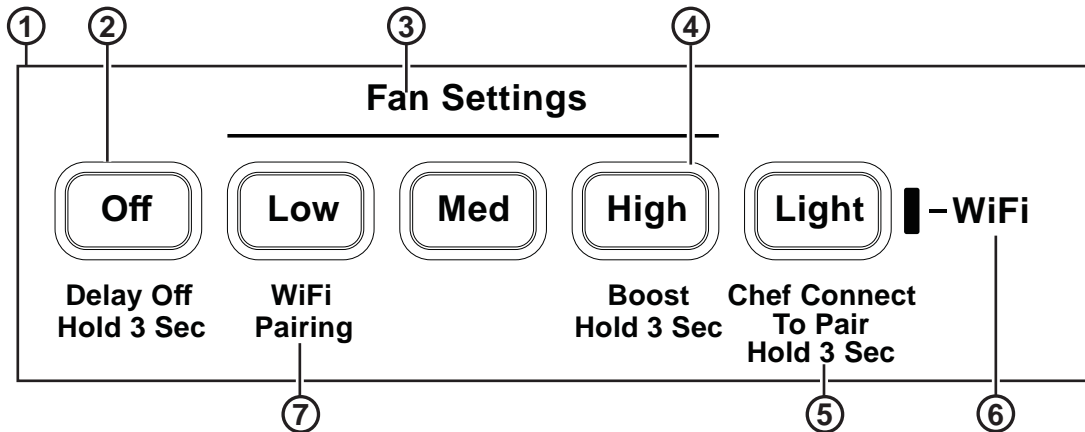 1 2 3 4
Fan Settings
Off Low Med High Light - WiFi
Delay Off WiFi Boost Chef Connect
Hold 3 Sec Pairing Hold 3 Sec To Pair
Hold 3 Sec
7 5 6